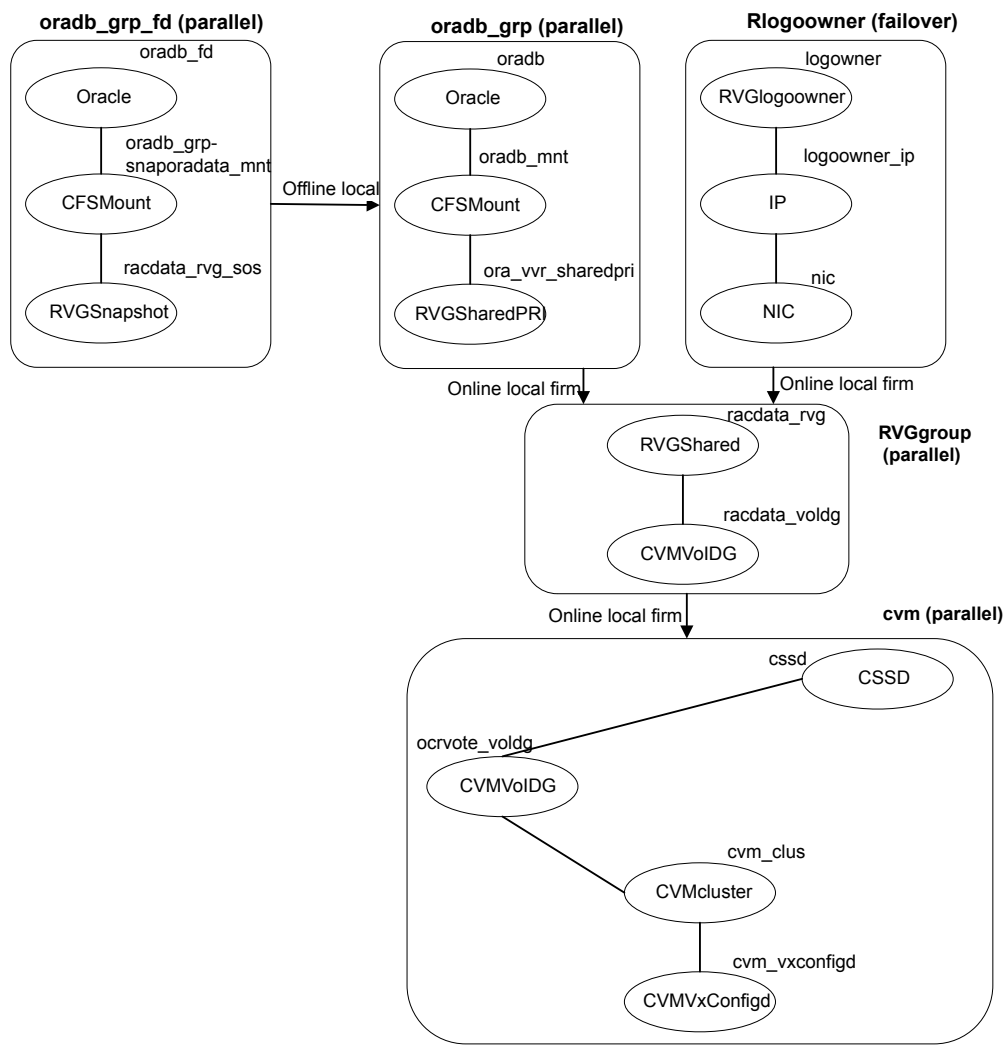 oradb_grp_fd (parallel)
oradb_fd
Oracle
oradb_grp-
snaporadata_mnt
CFSMount
racdata_rvg_sos
RVGSnapshot
Offline local
oradb_grp (parallel)
oradb
Oracle
oradb_mnt
CFSMount
ora_vvr_sharedpri
RVGSharedPRI
Rlogoowner (failover)
logowner
RVGlogoowner
logoowner_ip
IP
nic
NIC
Online local firm
Online local firm
racdata_rvg
RVGShared
racdata_voldg
CVMVolDG
RVGgroup
(parallel)
Online local firm
cvm (parallel)
cssd
CSSD
ocrvote_voldg
CVMVolDG
cvm_clus
CVMcluster
cvm_vxconfigd
CVMVxConfigd